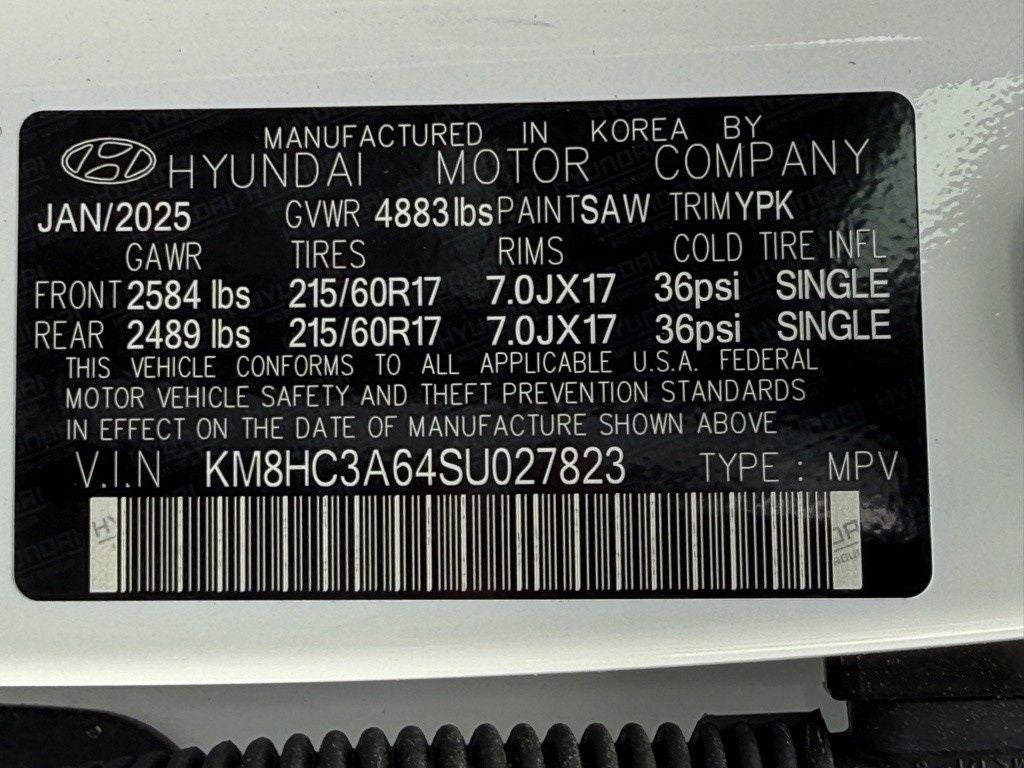 MANUFACTURED IN KOREA BY
HYUNDAI MOTOR COMPANY
JAN/2025 GVWR 4883lbs PAINT SAW TRIM YPK
GAWR TIRES RIMS COLD TIRE INFL
FRONT 2584 lbs 215/60R17 7.0JX17 36psi SINGLE
REAR 2489 lbs 215/60R17 7.0JX17 36psi SINGLE
THIS VEHICLE CONFORMS TO ALL APPLICABLE U.S.A. FEDERAL
MOTOR VEHICLE SAFETY AND THEFT PREVENTION STANDARDS
IN EFFECT ON THE DATE OF MANUFACTURE SHOWN ABOVE
V.I.N KM8HC3A64SU027823 TYPE : MPV